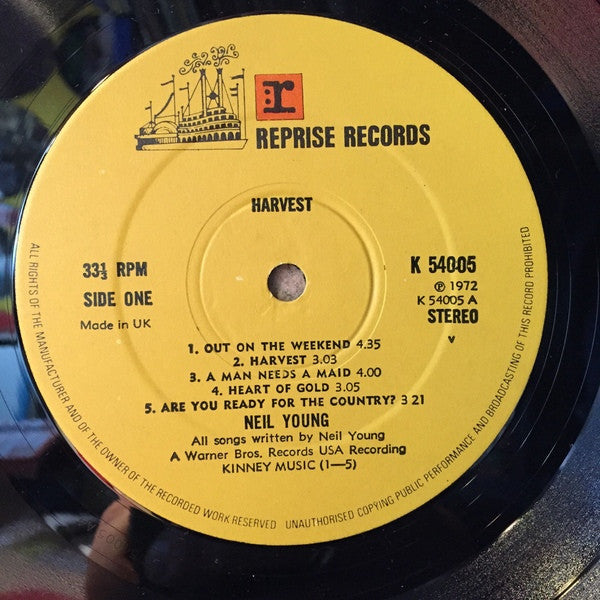 r
REPRISE RECORDS
HARVEST
33⅓ RPM
SIDE ONE
Made in UK
K 54005
℗ 1972
K 54005 A
STEREO
v
1. OUT ON THE WEEKEND 4.35
2. HARVEST 3.03
3. A MAN NEEDS A MAID 4.00
4. HEART OF GOLD 3.05
5. ARE YOU READY FOR THE COUNTRY? 3 21
NEIL YOUNG
All songs written by Neil Young
A Warner Bros. Records USA Recording
KINNEY MUSIC (1—5)
ALL RIGHTS OF THE MANUFACTURER AND OF THE OWNER OF THE RECORDED WORK RESERVED UNAUTHORISED COPYING PUBLIC PERFORMANCE AND BROADCASTING OF THIS RECORD PROHIBITED